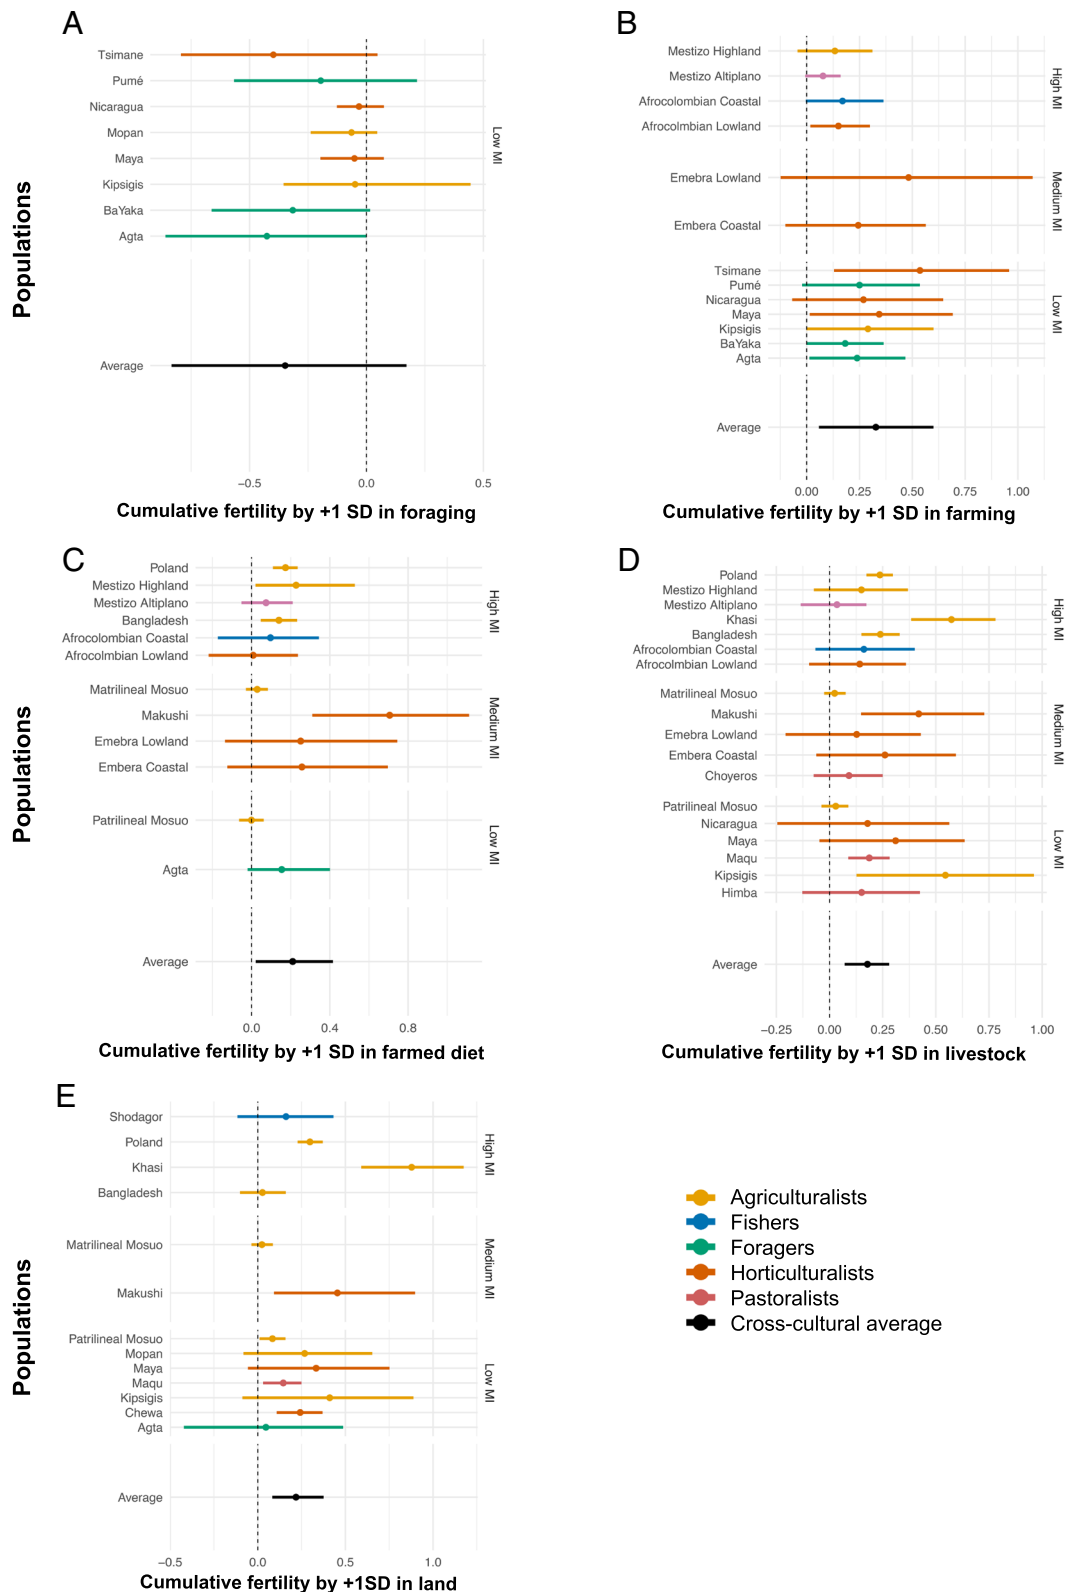 A
Populations
Tsimane
Pumé
Nicaragua
Mopan
Maya
Kipsigis
BaYaka
Agta
Low MI
Average
−0.5 0.0 0.5
Cumulative fertility by +1 SD in foraging
B
Mestizo Highland
Mestizo Altiplano
Afrocolombian Coastal
Afrocolmbian Lowland
High MI
Emebra Lowland
Embera Coastal
Medium MI
Tsimane
Pumé
Nicaragua
Maya
Kipsigis
BaYaka
Agta
Low MI
Average
0.00 0.25 0.50 0.75 1.00
Cumulative fertility by +1 SD in farming
C
Populations
Poland
Mestizo Highland
Mestizo Altiplano
Bangladesh
Afrocolombian Coastal
Afrocolmbian Lowland
High MI
Matrilineal Mosuo
Makushi
Emebra Lowland
Embera Coastal
Medium MI
Patrilineal Mosuo
Agta
Low MI
Average
0.0 0.4 0.8
Cumulative fertility by +1 SD in farmed diet
D
Poland
Mestizo Highland
Mestizo Altiplano
Khasi
Bangladesh
Afrocolombian Coastal
Afrocolmbian Lowland
High MI
Matrilineal Mosuo
Makushi
Emebra Lowland
Embera Coastal
Choyeros
Medium MI
Patrilineal Mosuo
Nicaragua
Maya
Maqu
Kipsigis
Himba
Low MI
Average
−0.25 0.00 0.25 0.50 0.75 1.00
Cumulative fertility by +1 SD in livestock
E
Populations
Shodagor
Poland
Khasi
Bangladesh
High MI
Matrilineal Mosuo
Makushi
Medium MI
Patrilineal Mosuo
Mopan
Maya
Maqu
Kipsigis
Chewa
Agta
Low MI
Average
−0.5 0.0 0.5 1.0
Cumulative fertility by +1SD in land
Agriculturalists
Fishers
Foragers
Horticulturalists
Pastoralists
Cross-cultural average